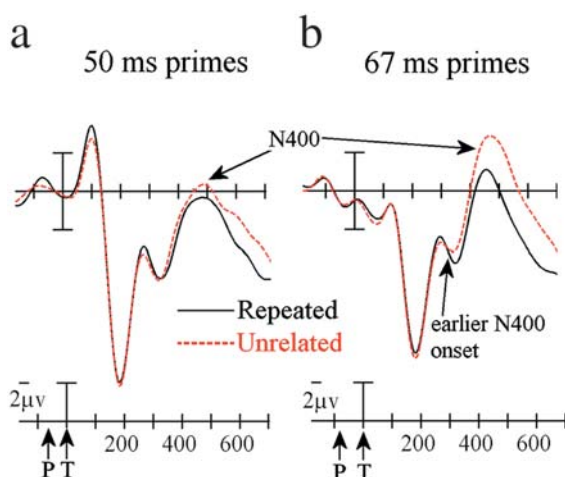 a
50 ms primes
b
67 ms primes
N400
Repeated
Unrelated
earlier N400
onset
2μv
200 400 600
P T
2μv
200 400 600
P T